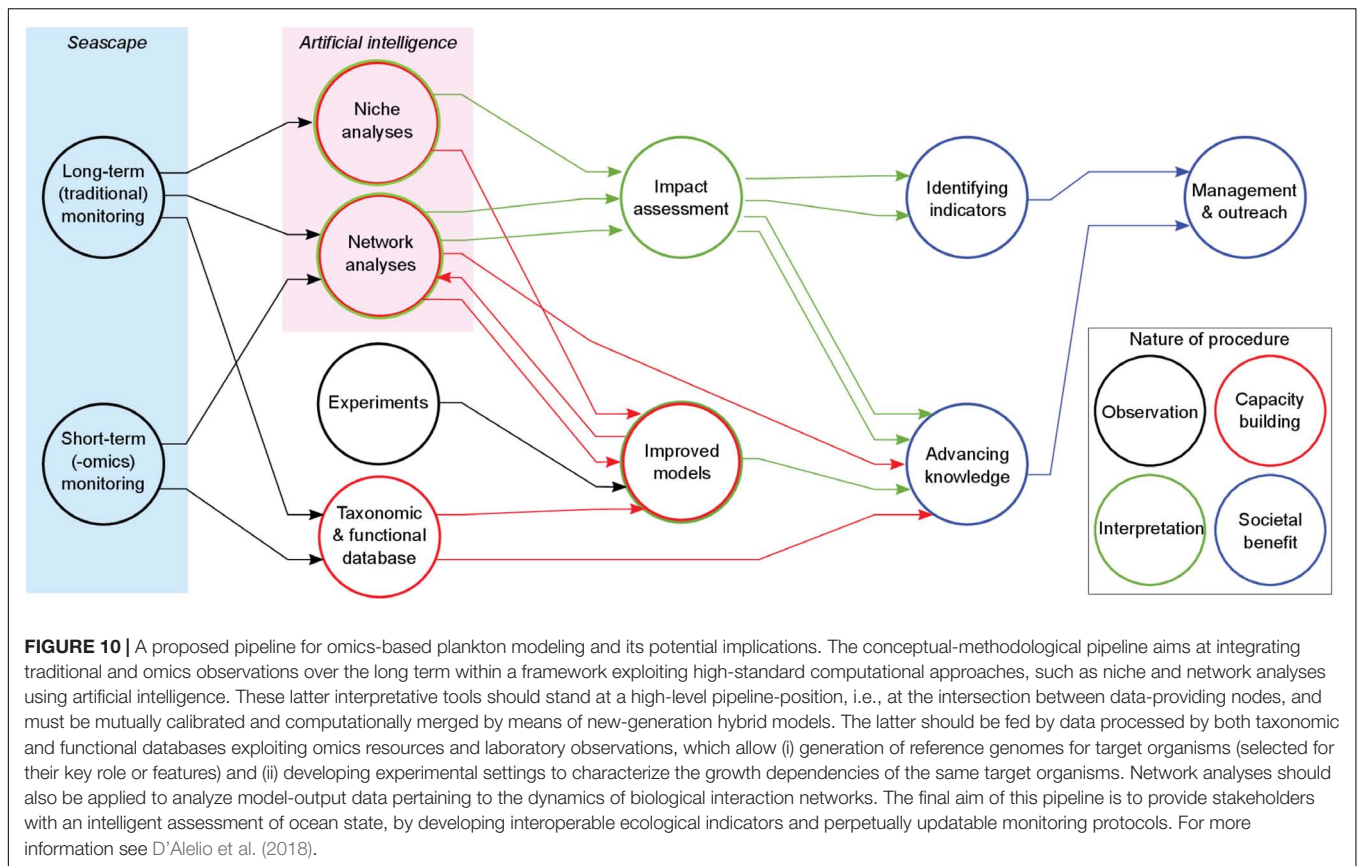 Seascape
Artificial intelligence
Niche
analyses
Long-term
(traditional)
monitoring
Impact
assessment
Identifying
indicators
Management
& outreach
Network
analyses
Experiments
Short-term
(-omics)
monitoring
Improved
models
Advancing
knowledge
Taxonomic
& functional
database
Nature of procedure
Observation
Capacity
building
Interpretation
Societal
benefit
FIGURE 10 | A proposed pipeline for omics-based plankton modeling and its potential implications. The conceptual-methodological pipeline aims at integrating
traditional and omics observations over the long term within a framework exploiting high-standard computational approaches, such as niche and network analyses
using artificial intelligence. These latter interpretative tools should stand at a high-level pipeline-position, i.e., at the intersection between data-providing nodes, and
must be mutually calibrated and computationally merged by means of new-generation hybrid models. The latter should be fed by data processed by both taxonomic
and functional databases exploiting omics resources and laboratory observations, which allow (i) generation of reference genomes for target organisms (selected for
their key role or features) and (ii) developing experimental settings to characterize the growth dependencies of the same target organisms. Network analyses should
also be applied to analyze model-output data pertaining to the dynamics of biological interaction networks. The final aim of this pipeline is to provide stakeholders
with an intelligent assessment of ocean state, by developing interoperable ecological indicators and perpetually updatable monitoring protocols. For more
information see D'Alelio et al. (2018).